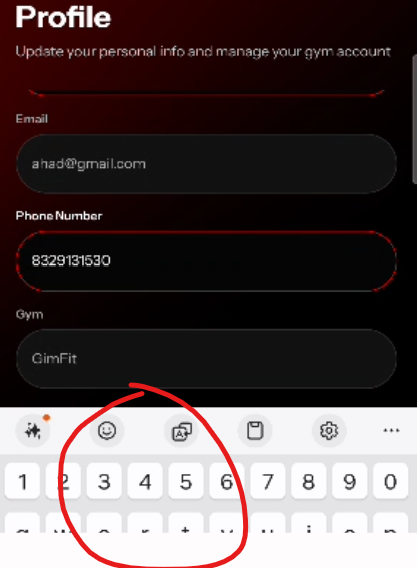 Profile
Update your personal info and manage your gym account
Email
ahad@gmail.com
Phone Number
8329131530
Gym
GimFit
1 2 3 4 5 6 7 8 9 0